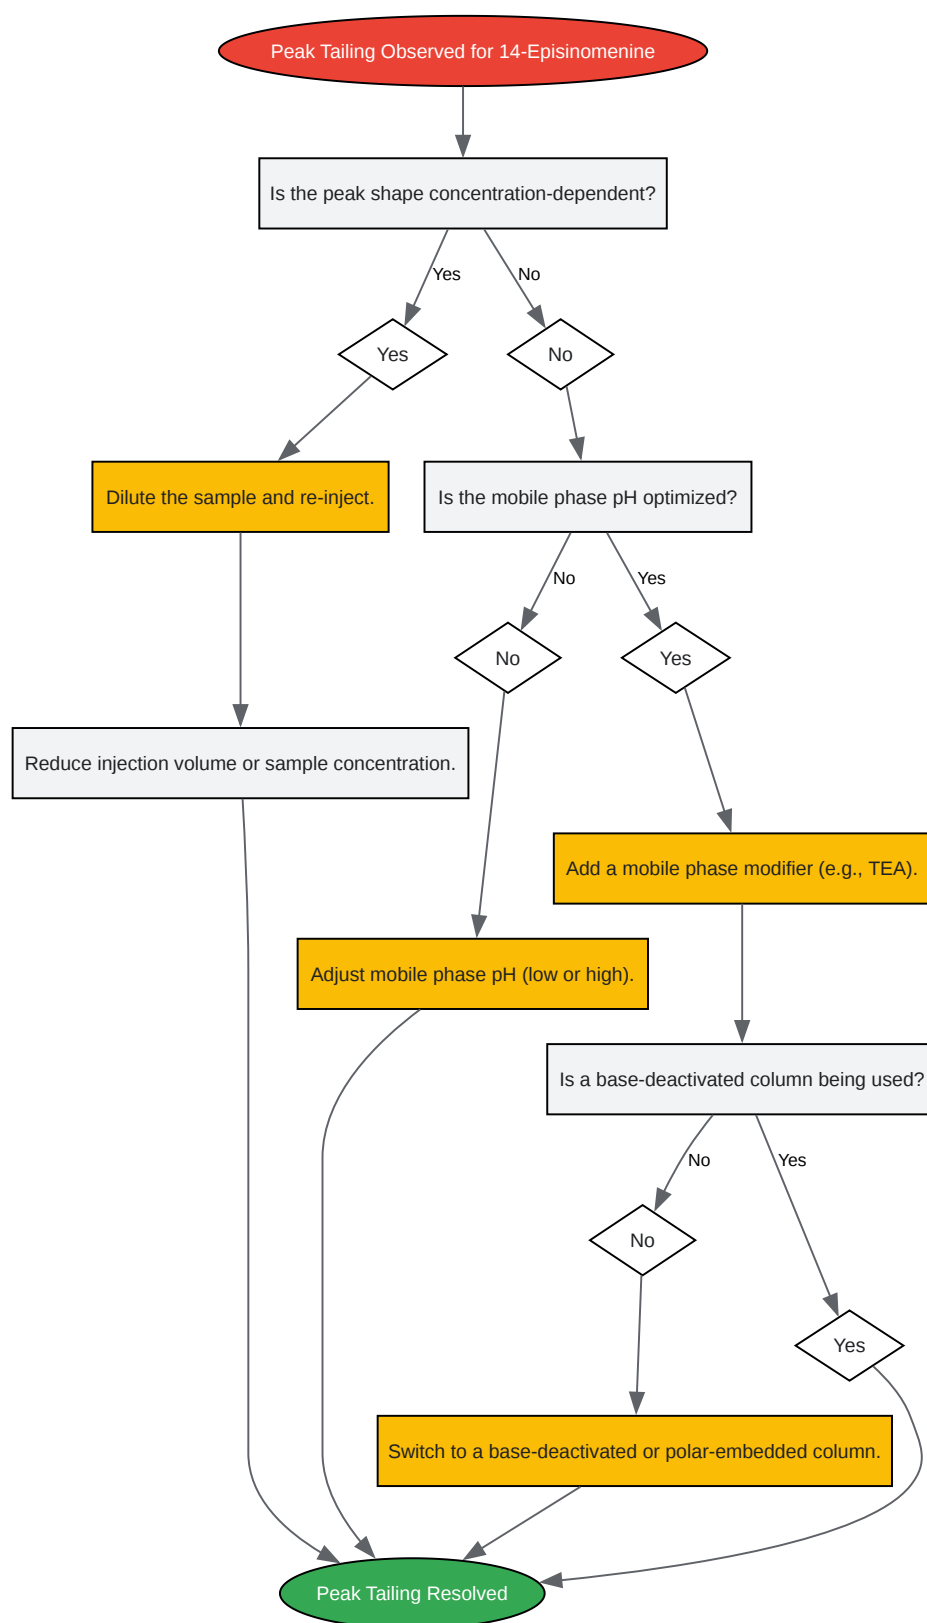 Peak Tailing Observed for 14-Episinomenine
Is the peak shape concentration-dependent?
Yes
No
Yes
No
Dilute the sample and re-inject.
Is the mobile phase pH optimized?
No
Yes
No
Yes
Reduce injection volume or sample concentration.
Add a mobile phase modifier (e.g., TEA).
Adjust mobile phase pH (low or high).
Is a base-deactivated column being used?
No
Yes
No
Yes
Switch to a base-deactivated or polar-embedded column.
Peak Tailing Resolved